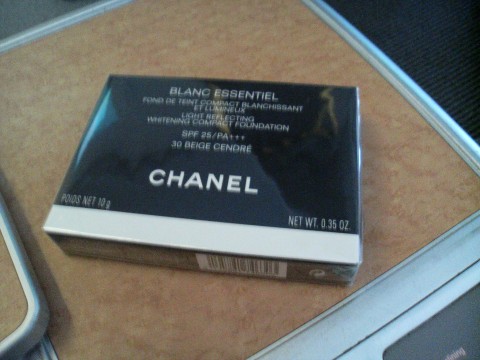 BLANC ESSENTIEL
FOND DE TEINT COMPACT BLANCHISSANT
ET LUMINEUX
LIGHT REFLECTING
WHITENING COMPACT FOUNDATION
SPF 25/PA+++
30 BEIGE CENDRÉ
CHANEL
POIDS NET 10 g
NET WT. 0.35 OZ.